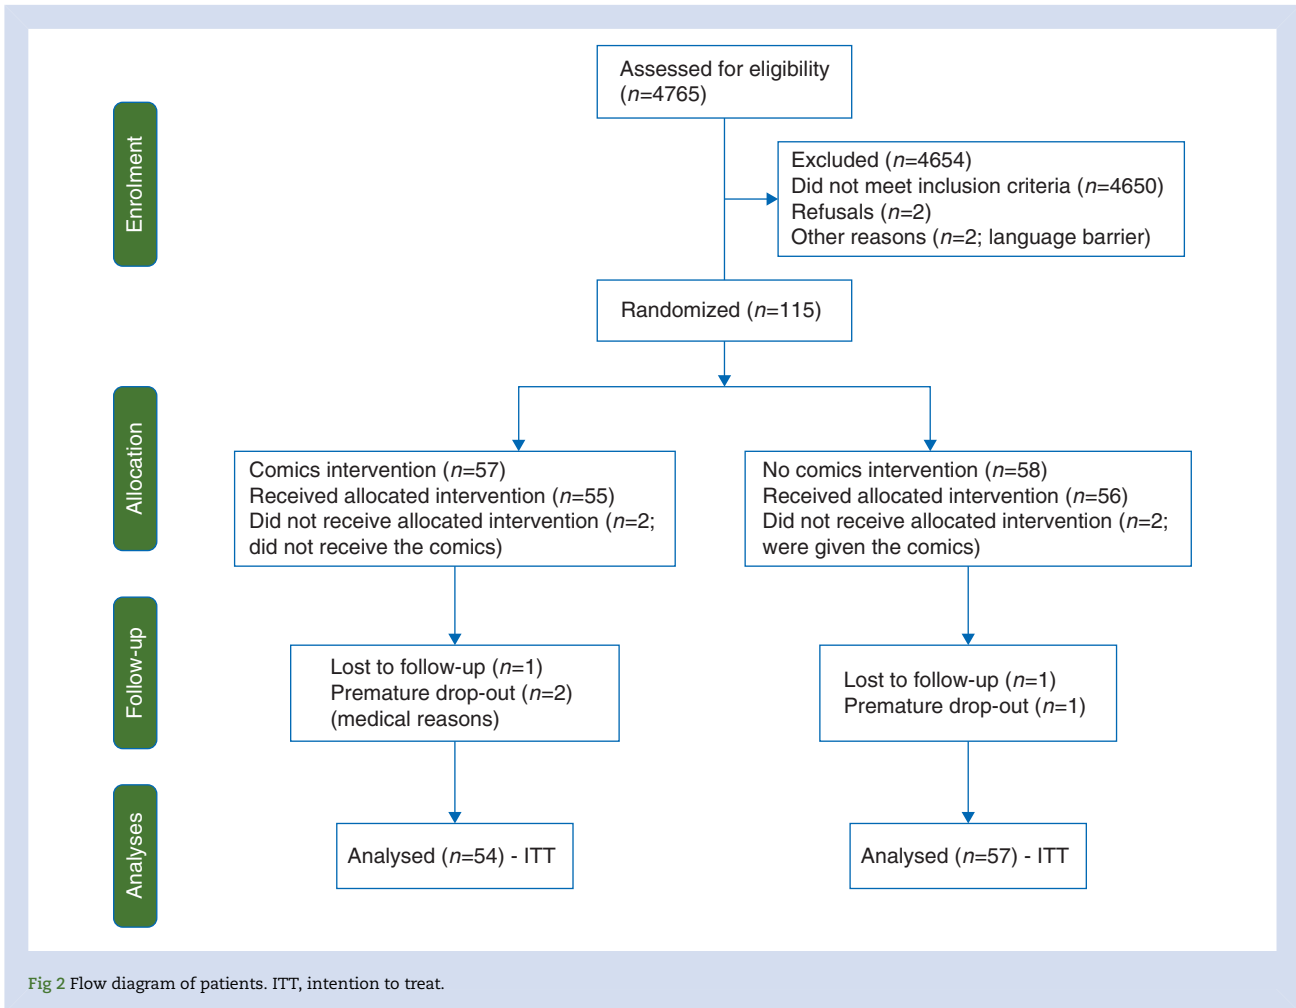 Enrolment
Assessed for eligibility
(n=4765)
Excluded (n=4654)
Did not meet inclusion criteria (n=4650)
Refusals (n=2)
Other reasons (n=2; language barrier)
Randomized (n=115)
Allocation
Comics intervention (n=57)
Received allocated intervention (n=55)
Did not receive allocated intervention (n=2;
did not receive the comics)
No comics intervention (n=58)
Received allocated intervention (n=56)
Did not receive allocated intervention (n=2;
were given the comics)
Follow-up
Lost to follow-up (n=1)
Premature drop-out (n=2)
(medical reasons)
Lost to follow-up (n=1)
Premature drop-out (n=1)
Analyses
Analysed (n=54) - ITT
Analysed (n=57) - ITT
Fig 2 Flow diagram of patients. ITT, intention to treat.